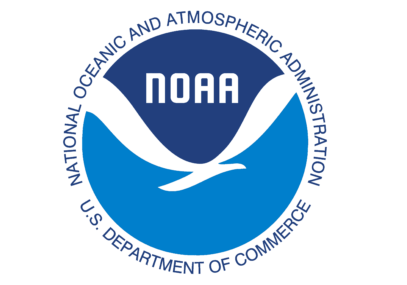 NATIONAL OCEANIC AND ATMOSPHERIC ADMINISTRATION
NOAA
U.S. DEPARTMENT OF COMMERCE